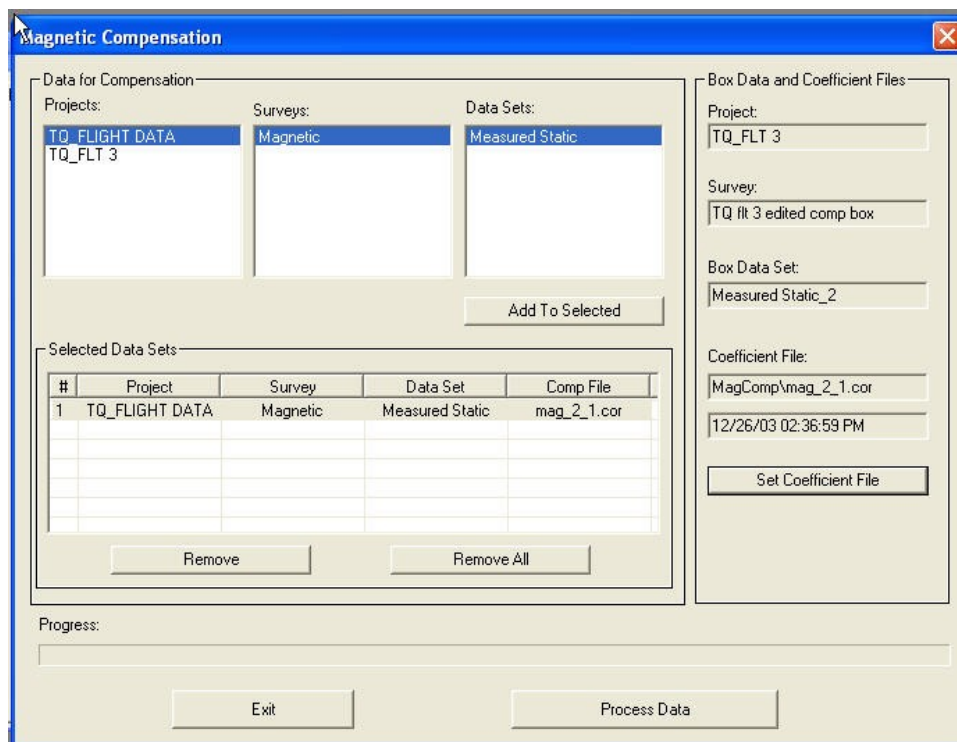 Magnetic Compensation
Data for Compensation
Projects:
TQ_FLIGHT DATA
TQ_FLT 3
Surveys:
Magnetic
Data Sets:
Measured Static
Add To Selected
Selected Data Sets
# Project Survey Data Set Comp File
1 TQ_FLIGHT DATA Magnetic Measured Static mag_2_1.cor
Remove Remove All
Box Data and Coefficient Files
Project:
TQ_FLT 3
Survey:
TQ flt 3 edited comp box
Box Data Set:
Measured Static_2
Coefficient File:
MagComp\mag_2_1.cor
12/26/03 02:36:59 PM
Set Coefficient File
Progress:
Exit Process Data